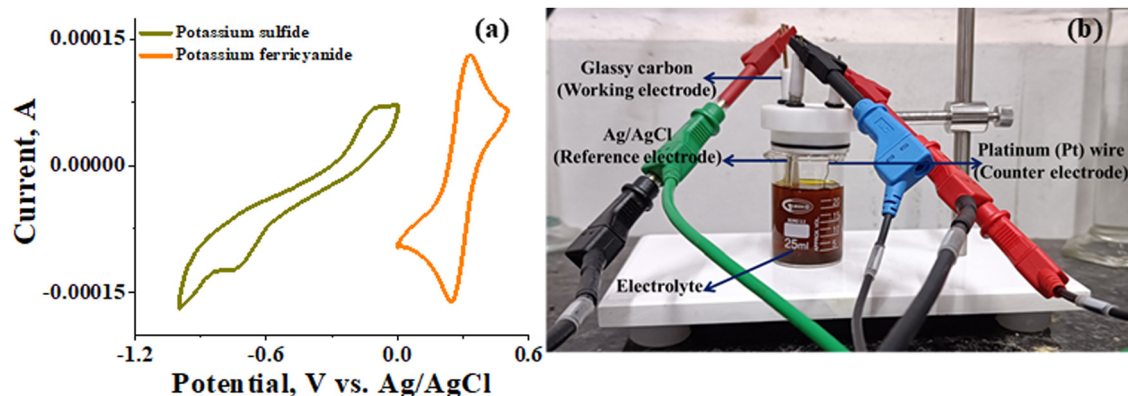 Potassium sulfide
Potassium ferricyanide
(a)
0.00015
0.00000
-0.00015
Current, A
-1.2
-0.6
0.0
0.6
Potential, V vs. Ag/AgCl
(b)
Glassy carbon
(Working electrode)
Ag/AgCl
(Reference electrode)
Platinum (Pt) wire
(Counter electrode)
25ml
Electrolyte